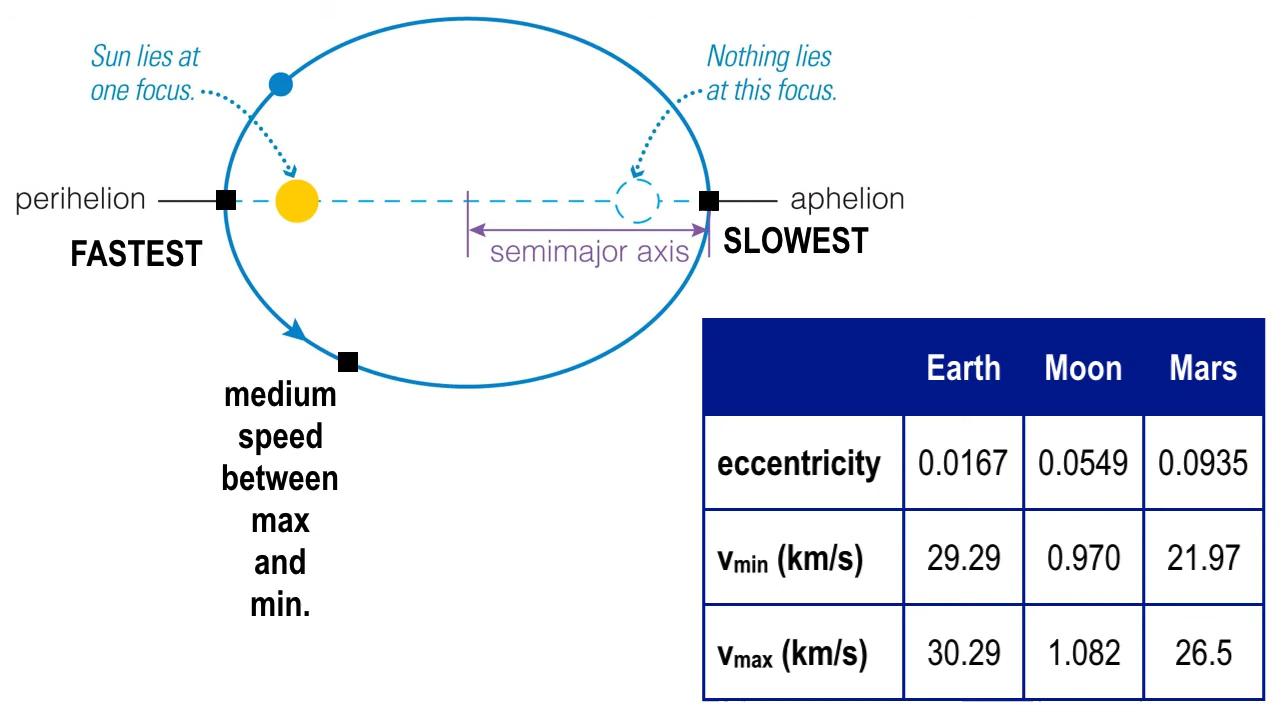 Sun lies at
one focus.
Nothing lies
at this focus.
perihelion
aphelion
FASTEST
SLOWEST
semimajor axis
medium
speed
between
max
and
min.
Earth Moon Mars
eccentricity 0.0167 0.0549 0.0935
vmin (km/s) 29.29 0.970 21.97
vmax (km/s) 30.29 1.082 26.5